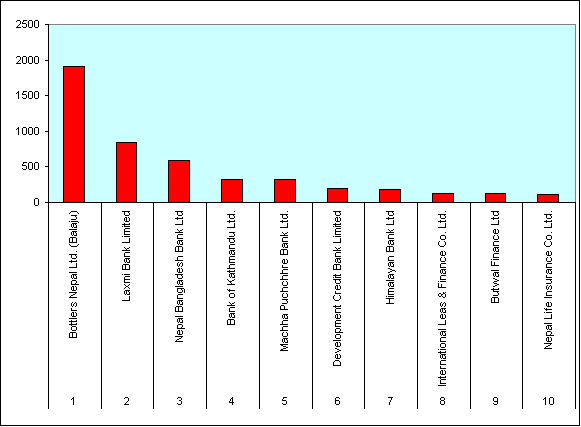 2500
2000
1500
1000
500
0
Bottlers Nepal Ltd. (Balaju)
Laxmi Bank Limited
Nepal Bangladesh Bank Ltd
Bank of Kathmandu Ltd.
Machha Puchchhre Bank Ltd.
Development Credit Bank Limited
Himalayan Bank Ltd
International Leas & Finance Co. Ltd.
Butwal Finance Ltd
Nepal Life Insurance Co. Ltd.
1 2 3 4 5 6 7 8 9 10